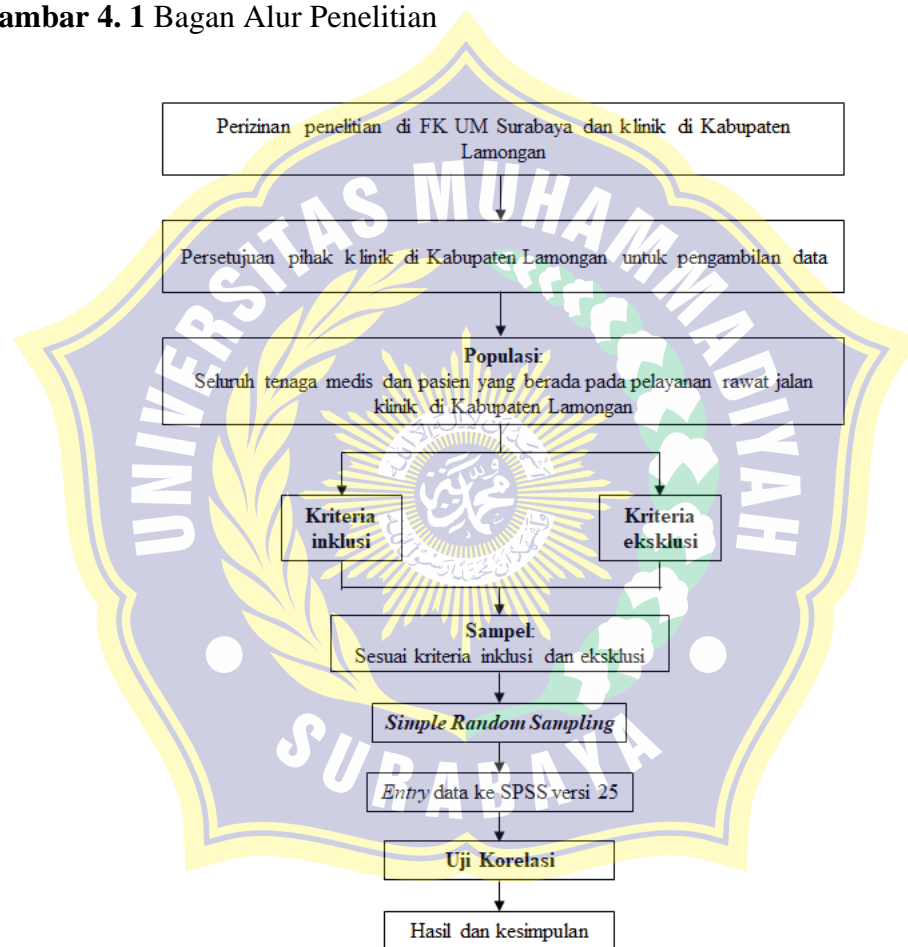 ambar 4. 1 Bagan Alur Penelitian
Perizinan penelitian di FK UM Surabaya dan klinik di Kabupaten
Lamongan
Persetujuan pihak klinik di Kabupaten Lamongan untuk pengambilan data
Populasi:
Seluruh tenaga medis dan pasien yang berada pada pelayanan rawat jalan
klinik di Kabupaten Lamongan
Kriteria
inklusi
Kriteria
eksklusi
Sampel:
Sesuai kriteria inklusi dan eksklusi
Simple Random Sampling
Entry data ke SPSS versi 25
Uji Korelasi
Hasil dan kesimpulan
UNIVERSITAS MUHAMMADIYAH
SURABAYA